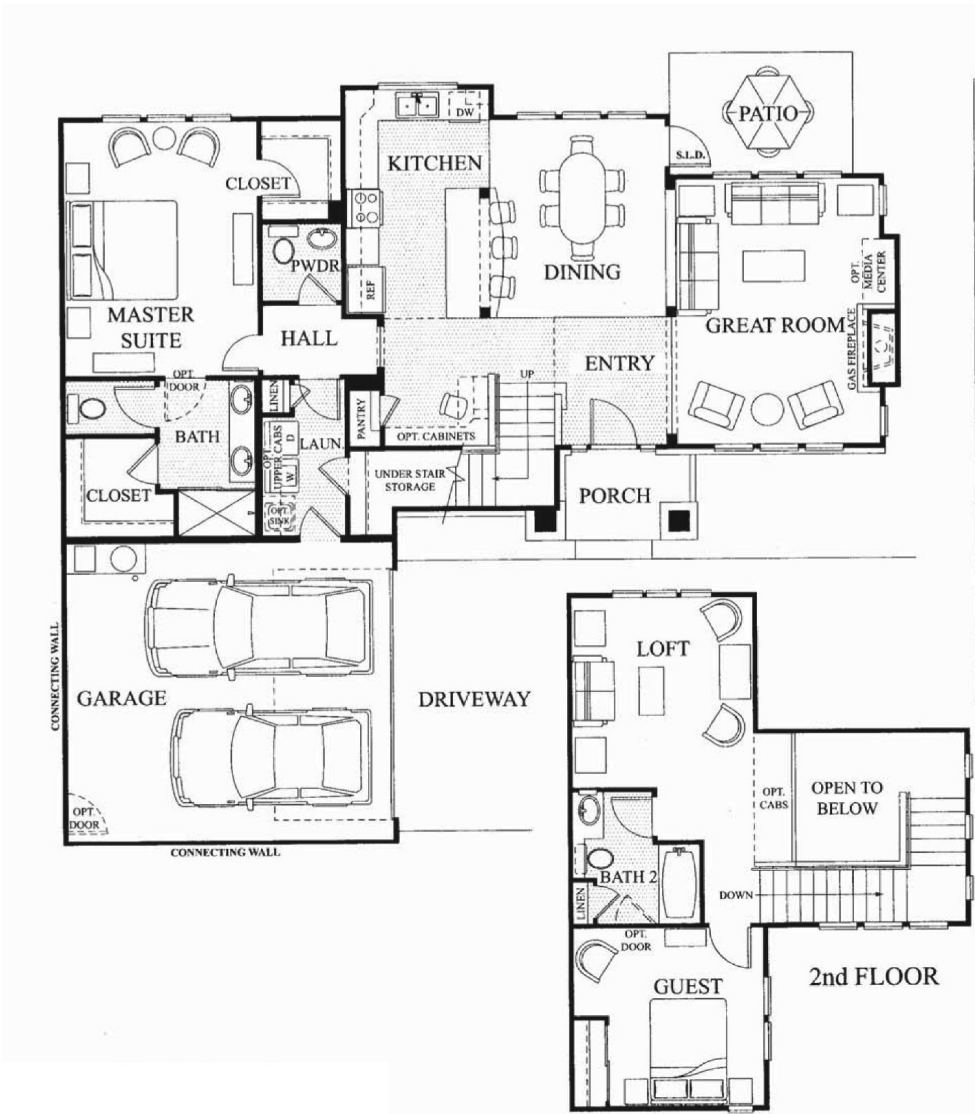 PATIO
DW
S.L.D.
KITCHEN
CLOSET
PWDR
REF
DINING
OPT.
MEDIA
CENTER
MASTER
SUITE
HALL
GREAT ROOM
GAS FIREPLACE
ENTRY
UP
OPT.
DOOR
LINEN
PANTRY
OPT. CABINETS
BATH
LAUN.
OPT.
UPPER CABS
D
W
UNDER STAIR
STORAGE
CLOSET
OPT.
SINK
PORCH
CONNECTING WALL
GARAGE
DRIVEWAY
OPT.
DOOR
CONNECTING WALL
LOFT
OPT.
CABS
OPEN TO
BELOW
BATH 2
LINEN
DOWN
OPT.
DOOR
GUEST
2nd FLOOR